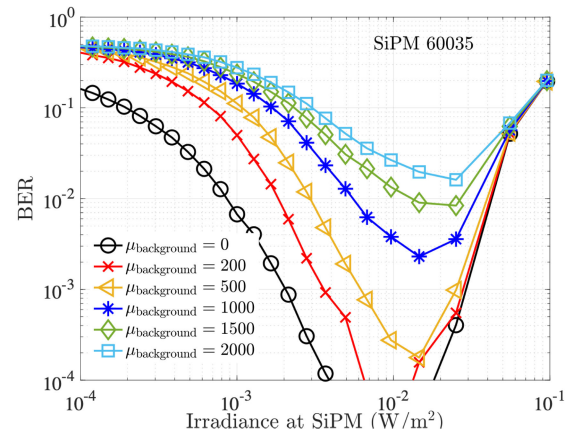 SiPM 60035
BER
10^0
10^-1
10^-2
10^-3
10^-4
μbackground = 0
μbackground = 200
μbackground = 500
μbackground = 1000
μbackground = 1500
μbackground = 2000
10^-4 10^-3 10^-2 10^-1
Irradiance at SiPM (W/m²)